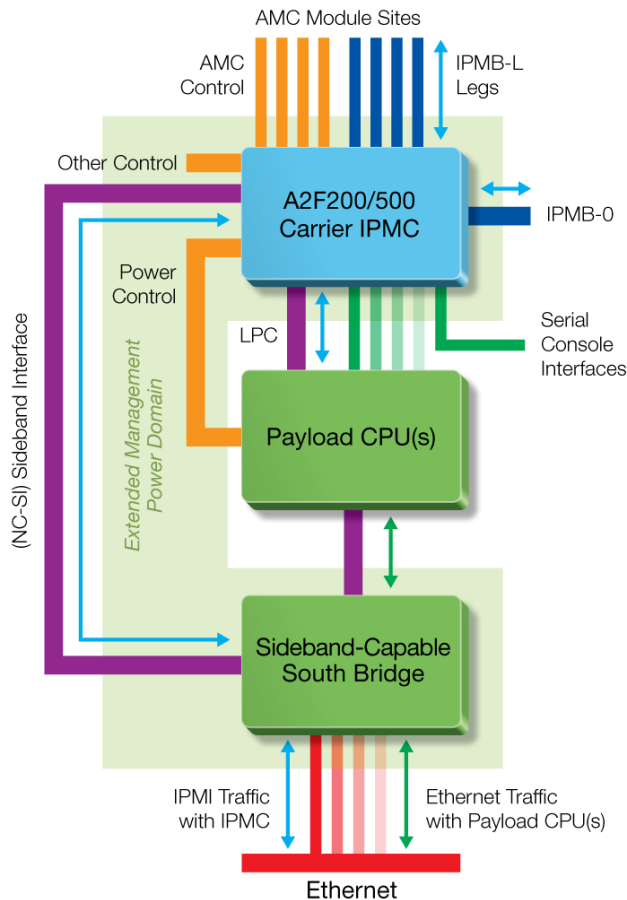 AMC Module Sites
AMC
Control
IPMB-L
Legs
Other Control
A2F200/500
Carrier IPMC
IPMB-0
Power
Control
LPC
Serial
Console
Interfaces
(NC-SI) Sideband Interface
Extended Management
Power Domain
Payload CPU(s)
Sideband-Capable
South Bridge
IPMI Traffic
with IPMC
Ethernet Traffic
with Payload CPU(s)
Ethernet